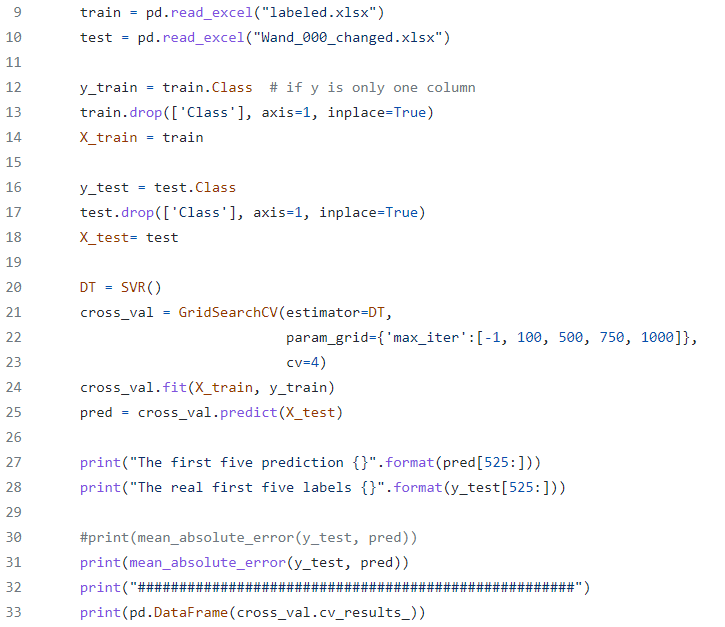 9 train = pd.read_excel("labeled.xlsx")
10 test = pd.read_excel("Wand_000_changed.xlsx")
11
12 y_train = train.Class  # if y is only one column
13 train.drop(['Class'], axis=1, inplace=True)
14 X_train = train
15
16 y_test = test.Class
17 test.drop(['Class'], axis=1, inplace=True)
18 X_test= test
19
20 DT = SVR()
21 cross_val = GridSearchCV(estimator=DT,
22                          param_grid={'max_iter':[-1, 100, 500, 750, 1000]},
23                          cv=4)
24 cross_val.fit(X_train, y_train)
25 pred = cross_val.predict(X_test)
26
27 print("The first five prediction {}".format(pred[525:]))
28 print("The real first five labels {}".format(y_test[525:]))
29
30 #print(mean_absolute_error(y_test, pred))
31 print(mean_absolute_error(y_test, pred))
32 print("#####################################################")
33 print(pd.DataFrame(cross_val.cv_results_))